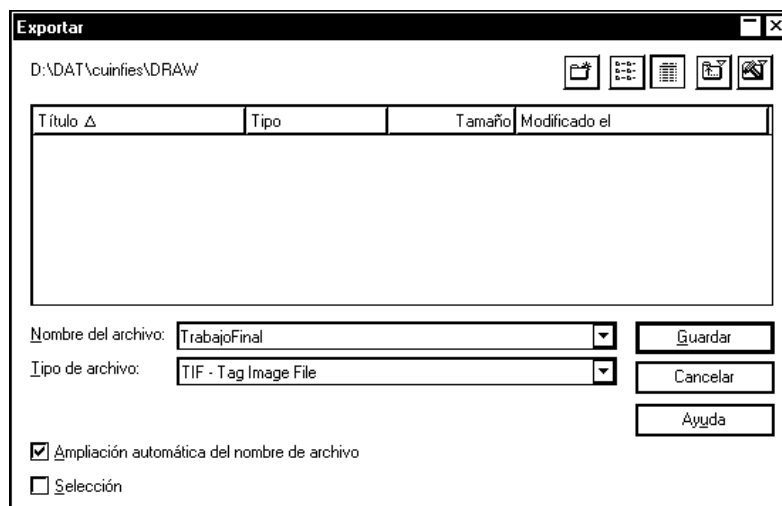 Exportar
D:\DAT\cuinfies\DRAW
Título Tipo Tamaño Modificado el
Nombre del archivo: TrabajoFinal Guardar
Tipo de archivo: TIF - Tag Image File Cancelar
Ayuda
Ampliación automática del nombre de archivo
Selección